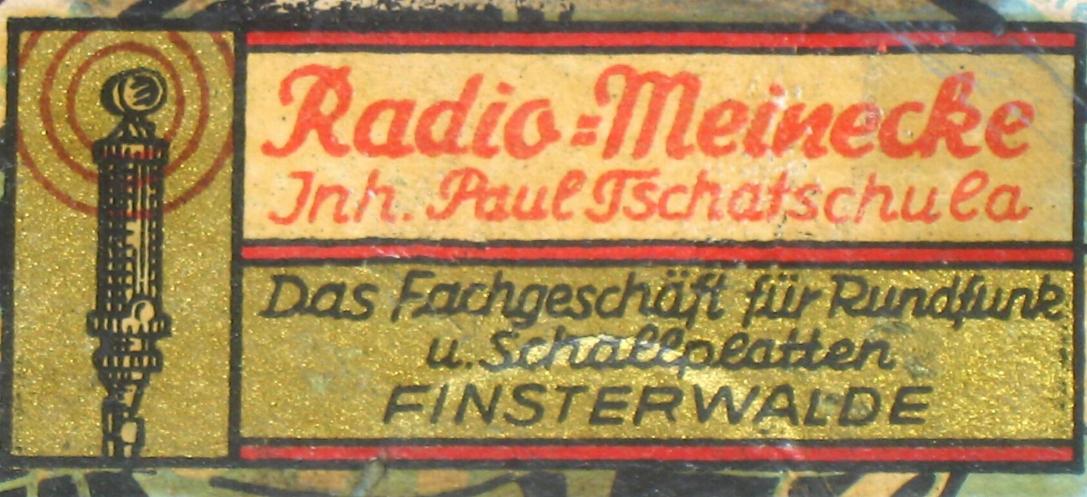 Radio=Meinecke
Inh. Paul Tschatschula
Das Fachgeschäft für Rundfunk
u. Schallplatten
FINSTERWALDE